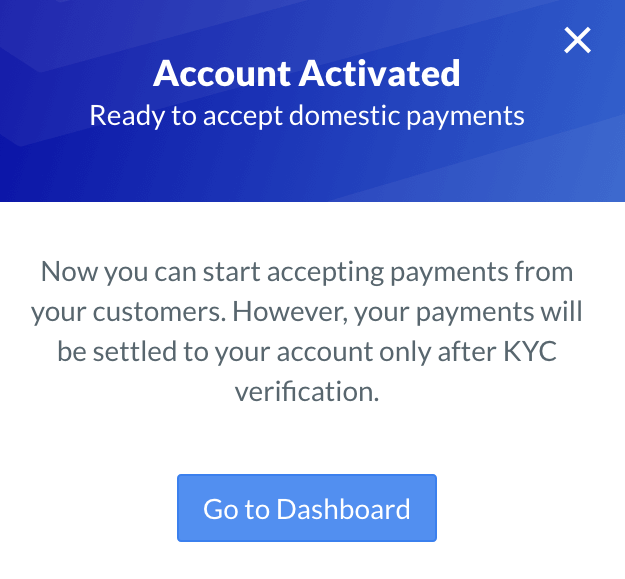 Account Activated
Ready to accept domestic payments
Now you can start accepting payments from
your customers. However, your payments will
be settled to your account only after KYC
verification.
Go to Dashboard